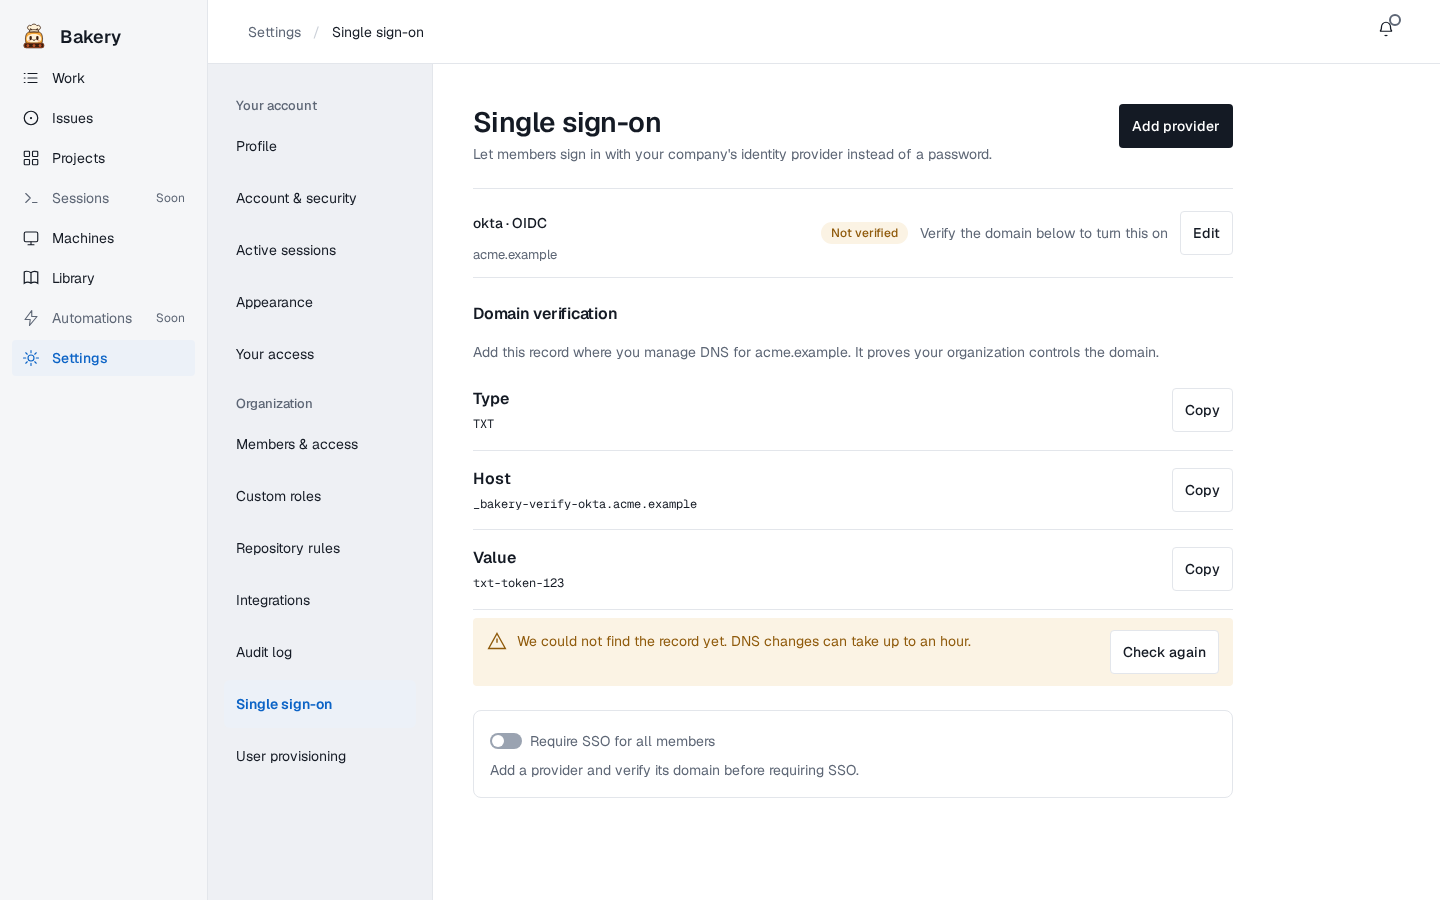 Bakery
Work
Issues
Projects
Sessions Soon
Machines
Library
Automations Soon
Settings
Settings / Single sign-on
Your account
Profile
Account & security
Active sessions
Appearance
Your access
Organization
Members & access
Custom roles
Repository rules
Integrations
Audit log
Single sign-on
User provisioning
Single sign-on
Let members sign in with your company's identity provider instead of a password.
Add provider
okta · OIDC
acme.example
Not verified
Verify the domain below to turn this on
Edit
Domain verification
Add this record where you manage DNS for acme.example. It proves your organization controls the domain.
Type
TXT
Copy
Host
_bakery-verify-okta.acme.example
Copy
Value
txt-token-123
Copy
We could not find the record yet. DNS changes can take up to an hour.
Check again
Require SSO for all members
Add a provider and verify its domain before requiring SSO.